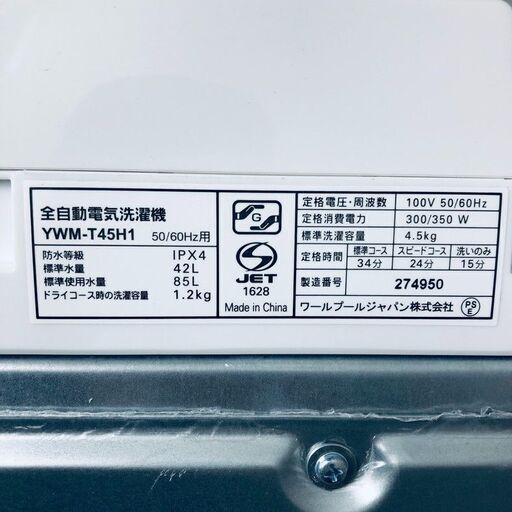 全自動電気洗濯機
YWM-T45H1 50/60Hz用
防水等級 IPX4
標準水量 42L
標準使用水量 85L
ドライコース時の洗濯容量 1.2kg
G
JET
1628
Made in China
定格電圧・周波数 100V 50/60Hz
定格消費電力 300/350 W
標準洗濯容量 4.5kg
定格時間 標準コース スピードコース 洗いのみ
34分 24分 15分
製造番号 274950
ワールプールジャパン株式会社
PS
E